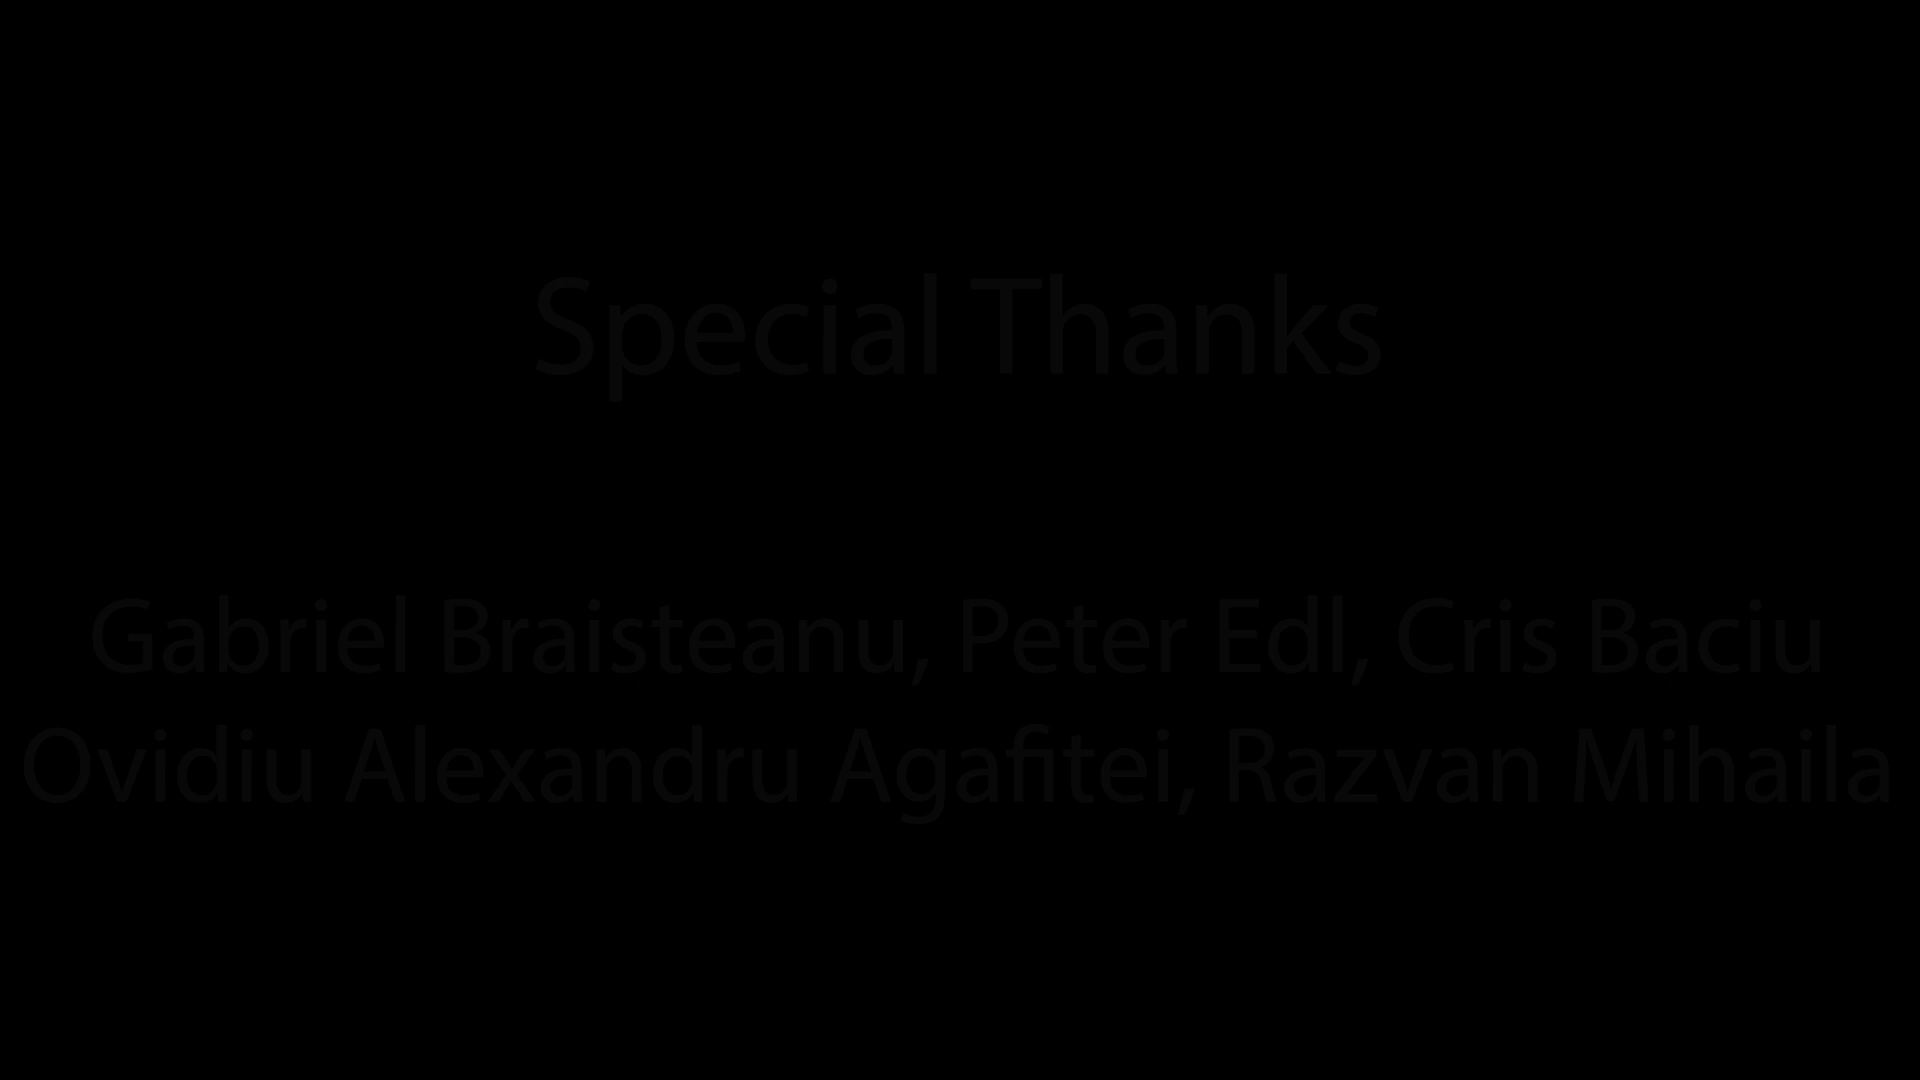 Special Thanks
Gabriel Braisteanu, Peter Edl, Cris Baciu
Ovidiu Alexandru Agafitei, Razvan Mihaila